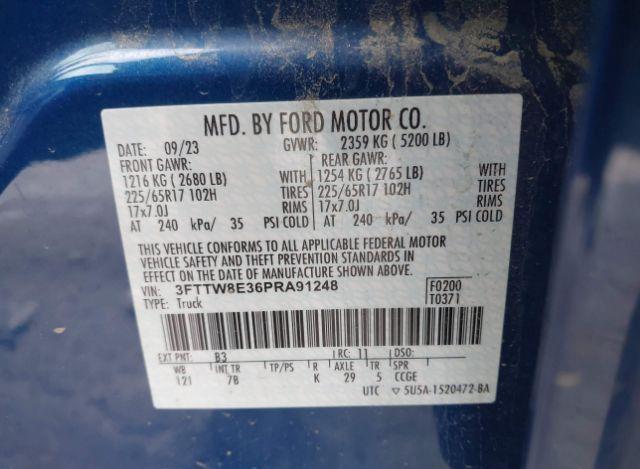 MFD. BY FORD MOTOR CO.
DATE: 09/23 GVWR: 2359 KG ( 5200 LB)
FRONT GAWR: REAR GAWR:
1216 KG ( 2680 LB) WITH 1254 KG ( 2765 LB) WITH
225/65R17 102H TIRES 225/65R17 102H TIRES
17x7.0J RIMS 17x7.0J RIMS
AT 240 kPa/ 35 PSI COLD AT 240 kPa/ 35 PSI COLD
THIS VEHICLE CONFORMS TO ALL APPLICABLE FEDERAL MOTOR
VEHICLE SAFETY AND THEFT PREVENTION STANDARDS IN
EFFECT ON THE DATE OF MANUFACTURE SHOWN ABOVE.
VIN: 3FTTW8E36PRA91248 F0200
TYPE: Truck T0371
EXT PNT: B3 RC: 11 DSO:
WB INT TR TP/PS R AXLE TR SPR
121 7B K 29 5 CCGE
UTC ▽ 5U5A-1520472-BA